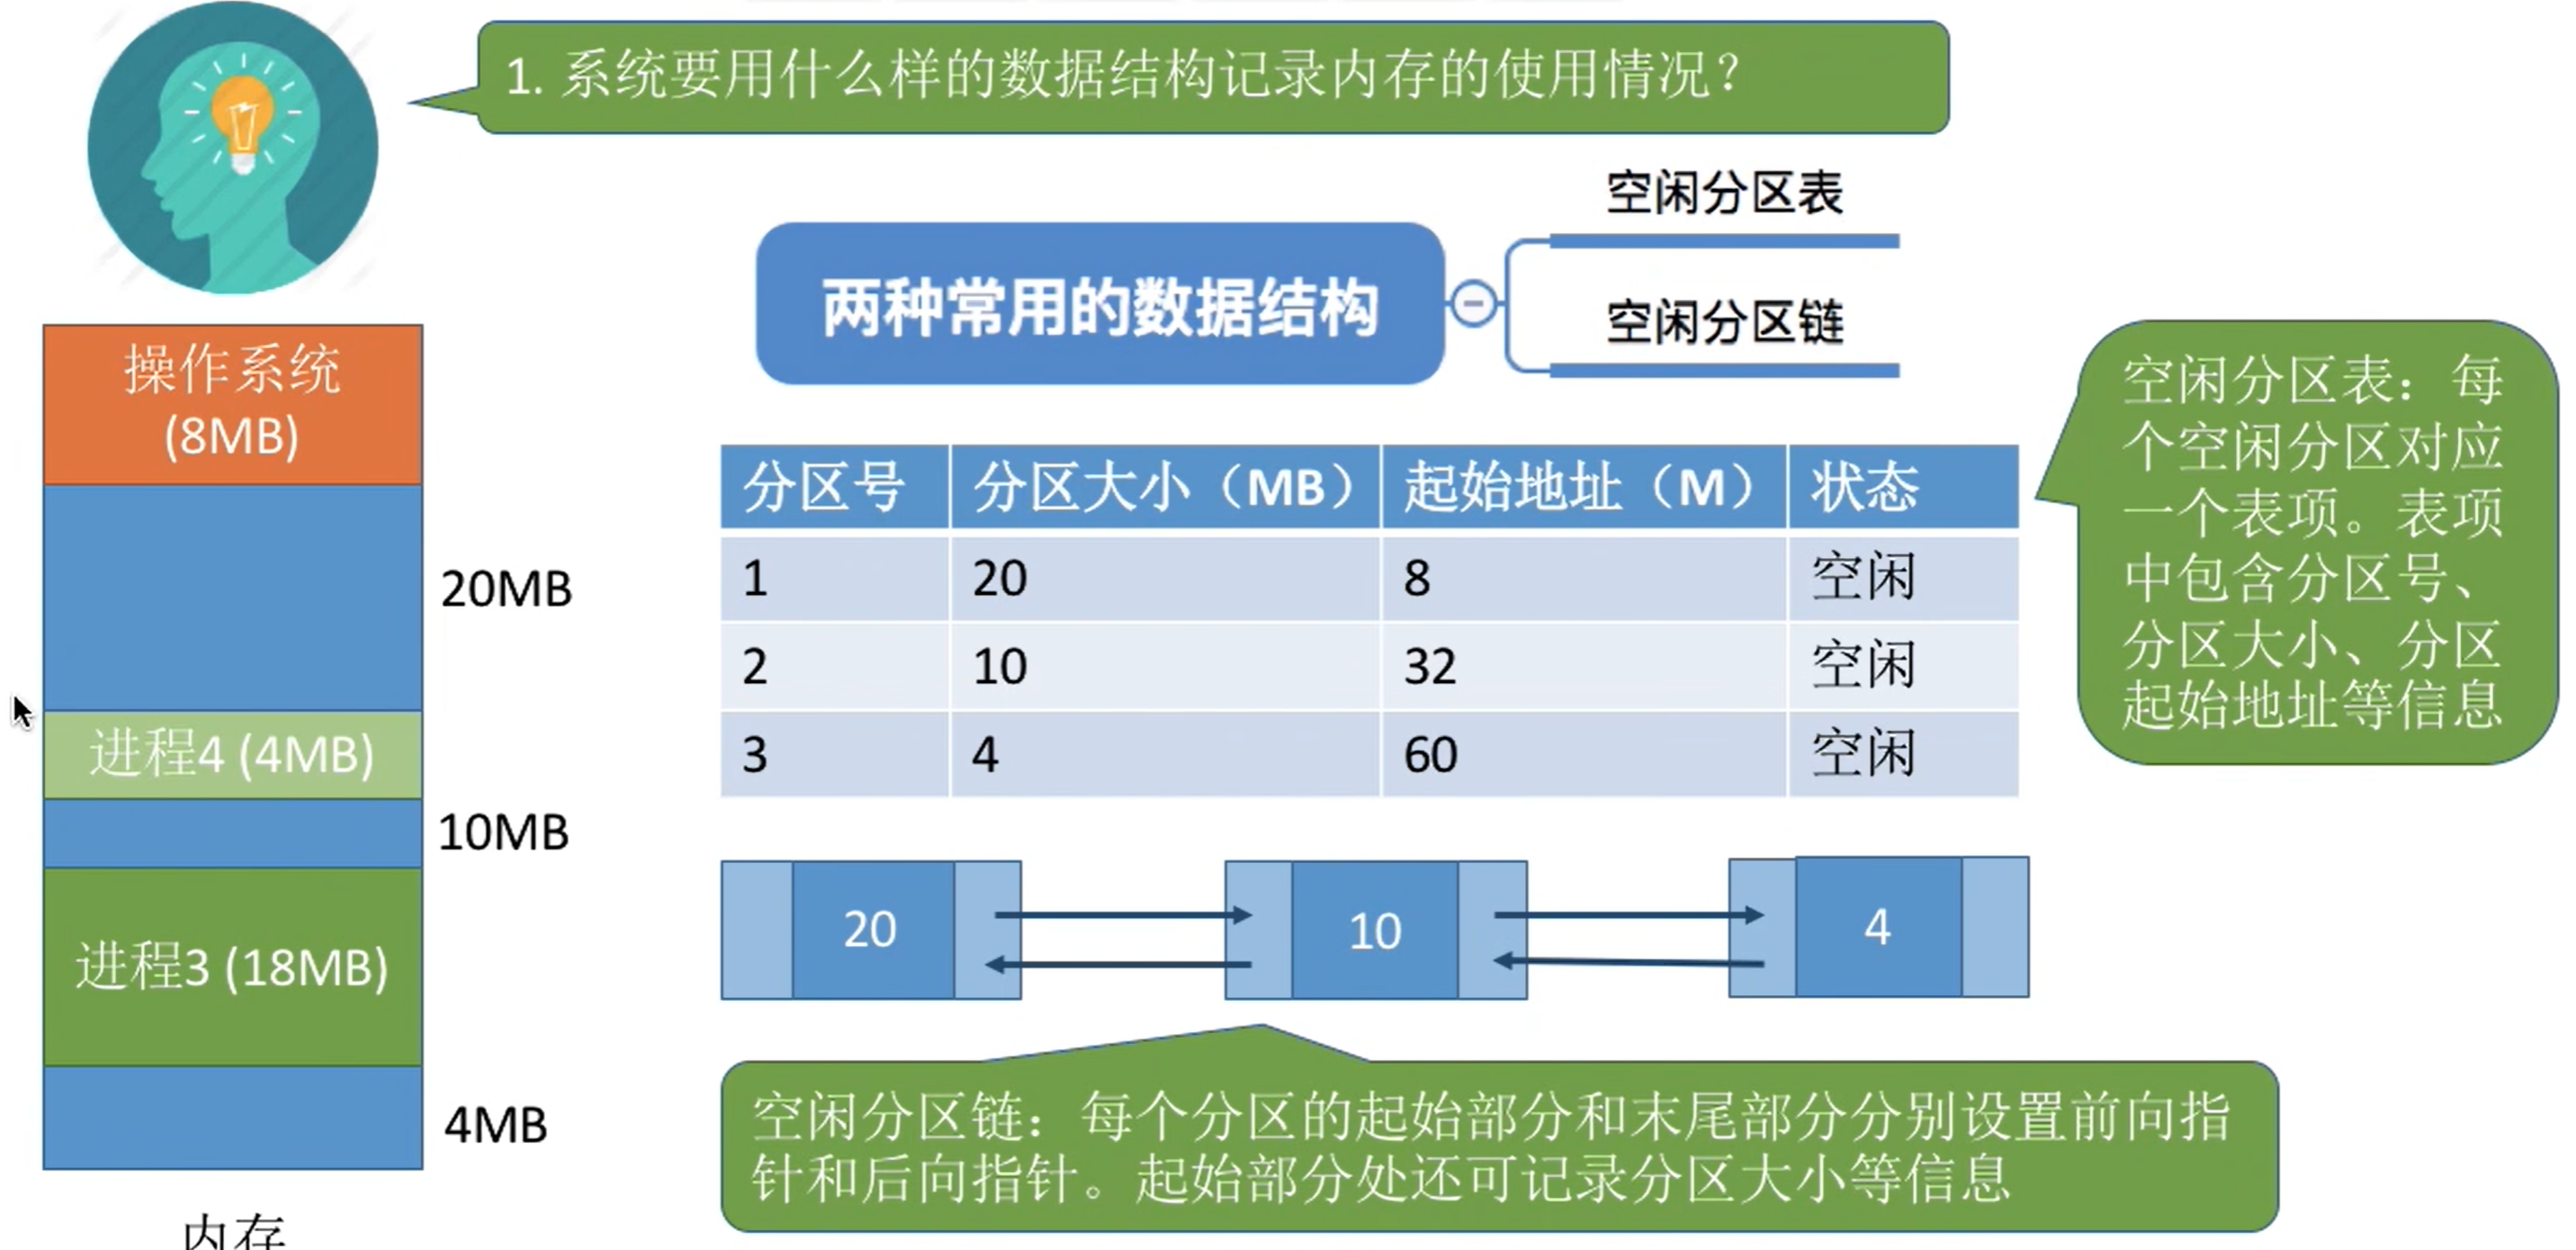 1. 系统要用什么样的数据结构记录内存的使用情况？
两种常用的数据结构
空闲分区表
空闲分区链
操作系统
(8MB)
20MB
进程4 (4MB)
10MB
进程3 (18MB)
4MB
内存
分区号 分区大小（MB） 起始地址（M） 状态
1 20 8 空闲
2 10 32 空闲
3 4 60 空闲
空闲分区表：每
个空闲分区对应
一个表项。表项
中包含分区号、
分区大小、分区
起始地址等信息
20 10 4
空闲分区链：每个分区的起始部分和末尾部分分别设置前向指
针和后向指针。起始部分处还可记录分区大小等信息